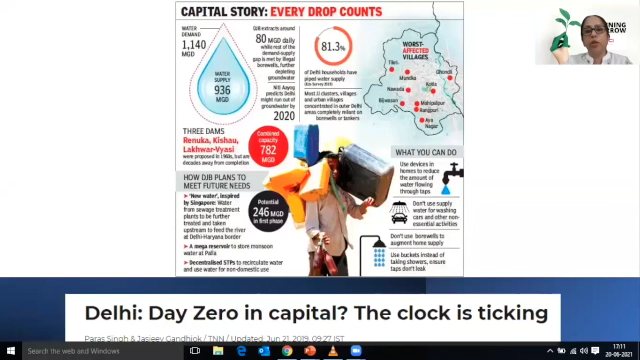 CAPITAL STORY: EVERY DROP COUNTS
WATER
DEMAND
1,140
MGD
WATER
SUPPLY
936
MGD
DJB extracts around
80 MGD daily
while rest of the
demand-supply
gap is met by illegal
borewells, further
depleting
groundwater
NITI Aayog
predicts Delhi
might run out of
groundwater by
2020
81.3%
of Delhi households have
piped water supply
Most JJ clusters, villages
and urban villages
concentrated in outer Delhi
areas completely reliant on
borewells or tankers
WORST-
AFFECTED
VILLAGES
Tikri
Mundka
Nawada
Bijwasan
Kotla
Mahipalpur
Rangpuri
Aya
Nagar
THREE DAMS
Renuka, Kishau,
Lakhwar-Vyasi
were proposed in 1960s, but are
decades away from completion
Combined
capacity
782
MGD
HOW DJB PLANS TO
MEET FUTURE NEEDS
'New water', inspired
by Singapore: Water
from sewage treatment
plants to be further
treated and taken
upstream to feed the river
at Delhi-Haryana border
A mega reservoir to store monsoon
water at Palla
Decentralised STPs to recirculate water
and use water for non-domestic use
Potential
246 MGD
in first phase
WHAT YOU CAN DO
Use devices in
homes to reduce
the amount of
water flowing
through taps
Don't use supply
water for washing
cars and other non-
essential activities
Don't use borewells to
augment home supply
Use buckets instead of
taking showers, ensure
taps don't leak
Delhi: Day Zero in capital? The clock is ticking
Paras Singh & Jasjeev Gandhiok / TNN / Updated: Jun 21, 2019, 09:27 IST
Search the web and Windows
17:11
20-06-2021